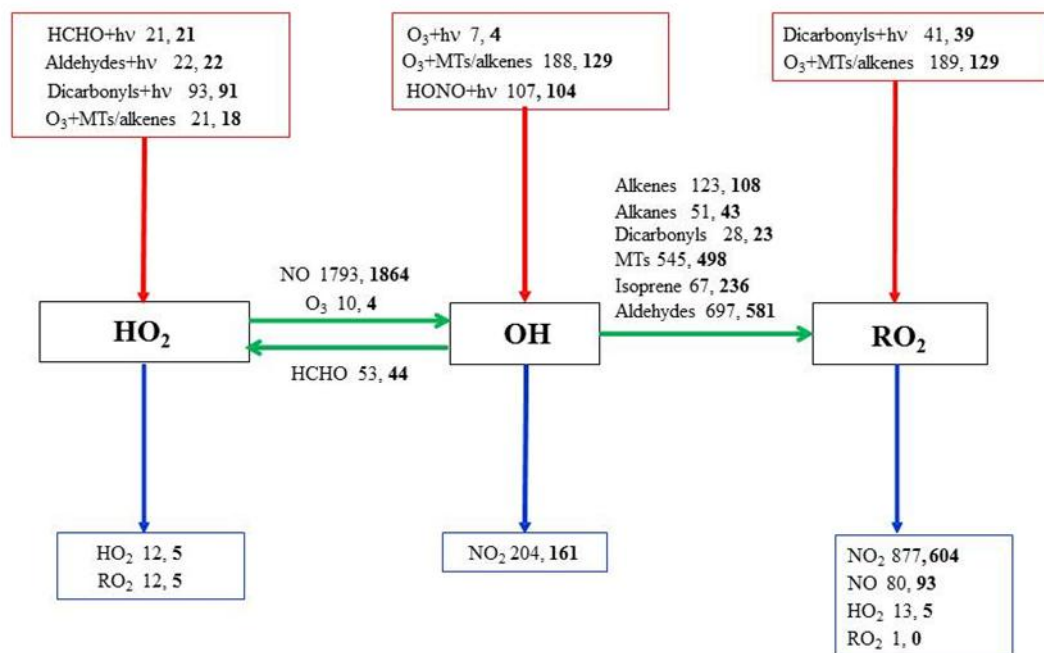 HCHO+hν 21, 21
Aldehydes+hν 22, 22
Dicarbonyls+hν 93, 91
O₃+MTs/alkenes 21, 18
O₃+hν 7, 4
O₃+MTs/alkenes 188, 129
HONO+hν 107, 104
Dicarbonyls+hν 41, 39
O₃+MTs/alkenes 189, 129
Alkenes 123, 108
Alkanes 51, 43
Dicarbonyls 28, 23
MTs 545, 498
Isoprene 67, 236
Aldehydes 697, 581
NO 1793, 1864
O₃ 10, 4
HO₂
OH
RO₂
HCHO 53, 44
HO₂ 12, 5
RO₂ 12, 5
NO₂ 204, 161
NO₂ 877, 604
NO 80, 93
HO₂ 13, 5
RO₂ 1, 0